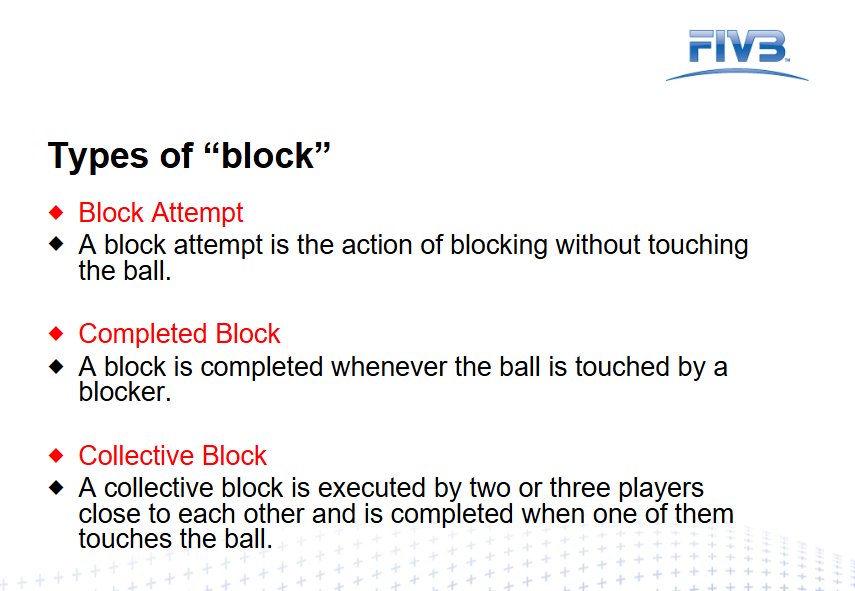 FIVB™
Types of “block”
◆ Block Attempt
◆ A block attempt is the action of blocking without touching
the ball.
◆ Completed Block
◆ A block is completed whenever the ball is touched by a
blocker.
◆ Collective Block
◆ A collective block is executed by two or three players
close to each other and is completed when one of them
touches the ball.